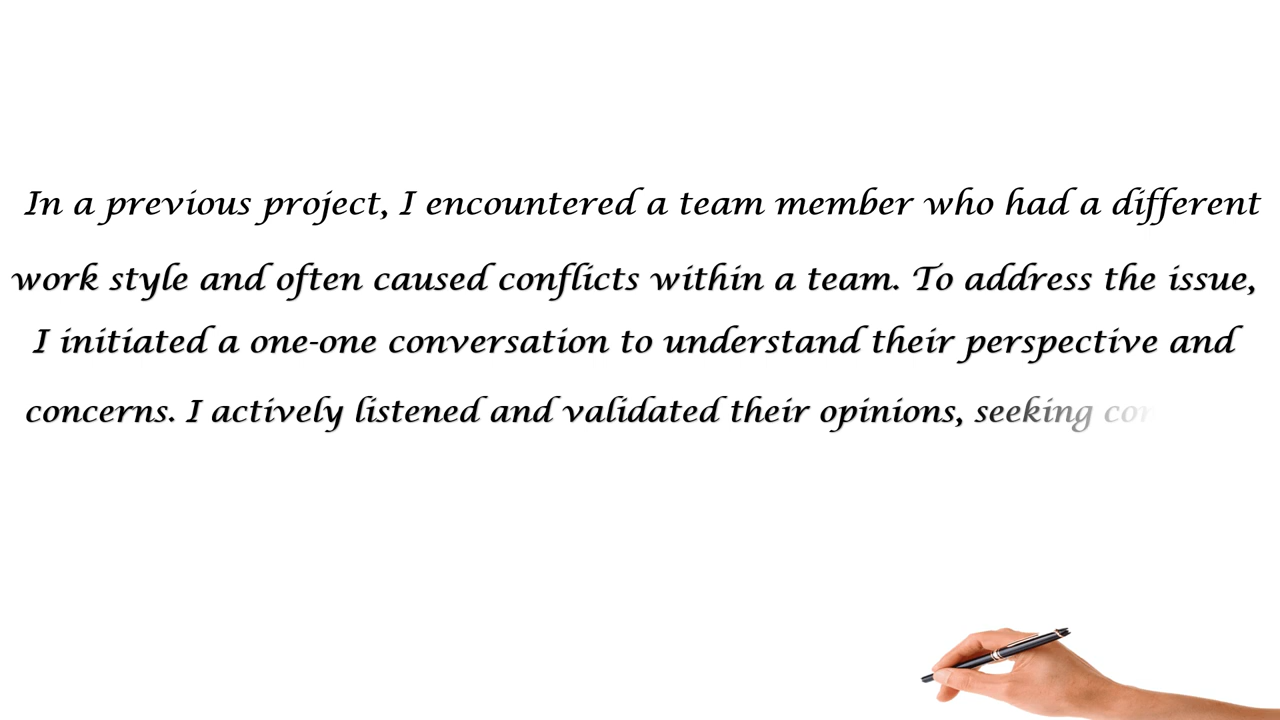 In a previous project, I encountered a team member who had a different
work style and often caused conflicts within a team. To address the issue,
I initiated a one-one conversation to understand their perspective and
concerns. I actively listened and validated their opinions, seeking